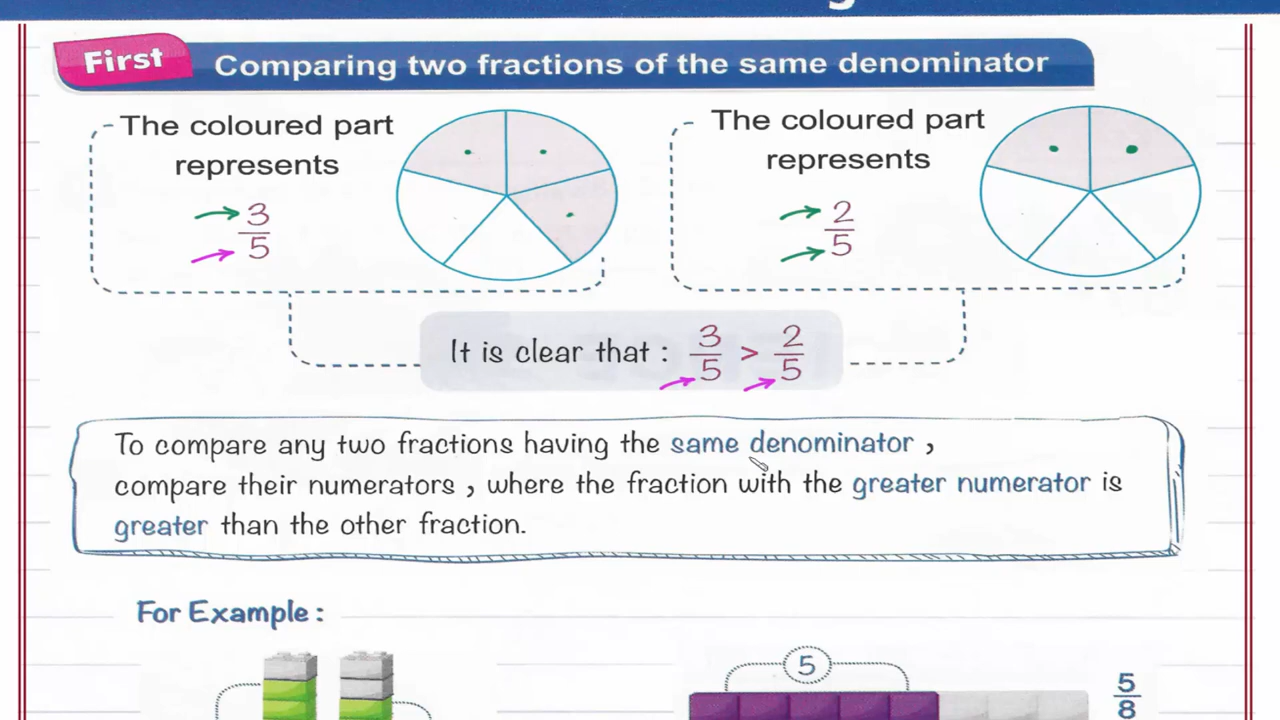 First
Comparing two fractions of the same denominator
The coloured part
represents
3
5
The coloured part
represents
2
5
It is clear that : 3/5 > 2/5
To compare any two fractions having the same denominator ,
compare their numerators , where the fraction with the greater numerator is
greater than the other fraction.
For Example :
5
5
8